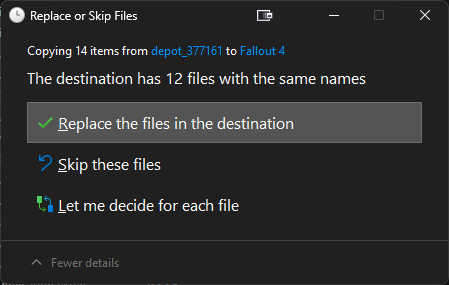 Replace or Skip Files
Copying 14 items from depot_377161 to Fallout 4
The destination has 12 files with the same names
Replace the files in the destination
Skip these files
Let me decide for each file
Fewer details